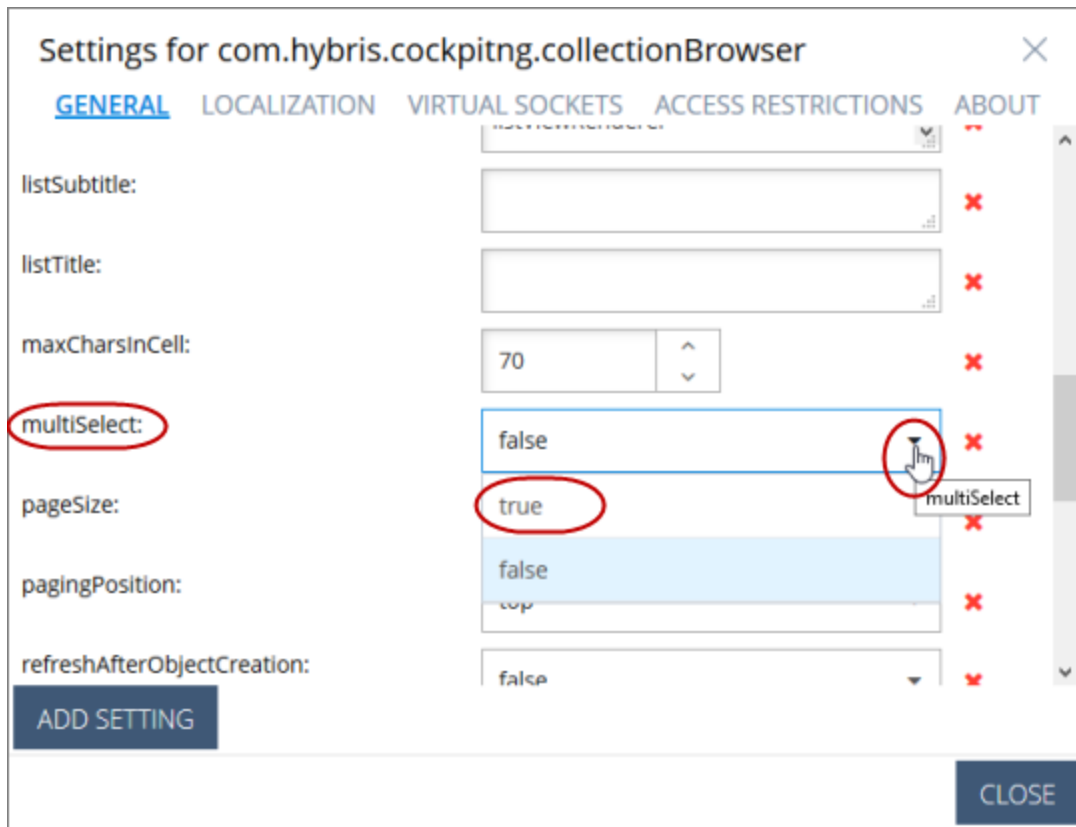 Settings for com.hybris.cockpitng.collectionBrowser
GENERAL LOCALIZATION VIRTUAL SOCKETS ACCESS RESTRICTIONS ABOUT
listViewRenderer
listSubtitle:
listTitle:
maxCharsInCell:
70
multiSelect:
false
multiSelect
pageSize:
true
false
pagingPosition:
top
refreshAfterObjectCreation:
false
ADD SETTING
CLOSE